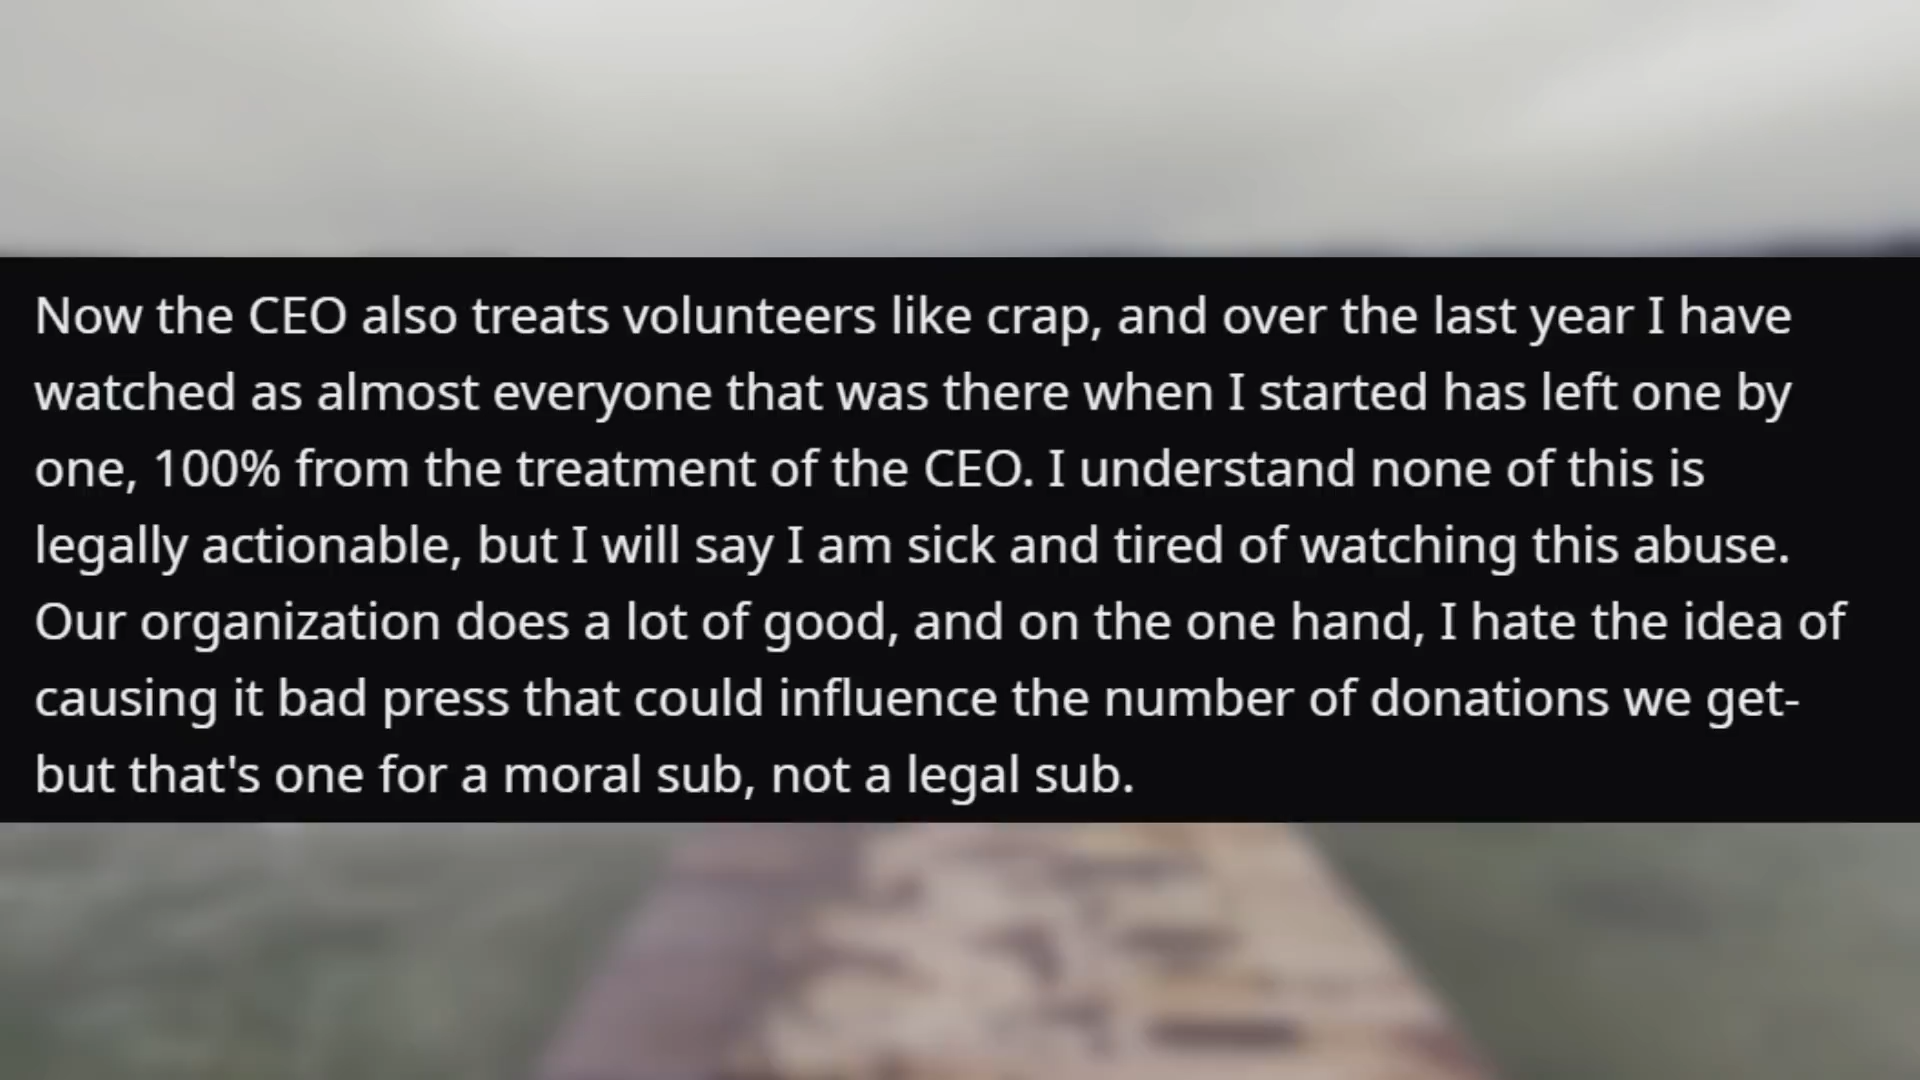 Now the CEO also treats volunteers like crap, and over the last year I have
watched as almost everyone that was there when I started has left one by
one, 100% from the treatment of the CEO. I understand none of this is
legally actionable, but I will say I am sick and tired of watching this abuse.
Our organization does a lot of good, and on the one hand, I hate the idea of
causing it bad press that could influence the number of donations we get-
but that's one for a moral sub, not a legal sub.